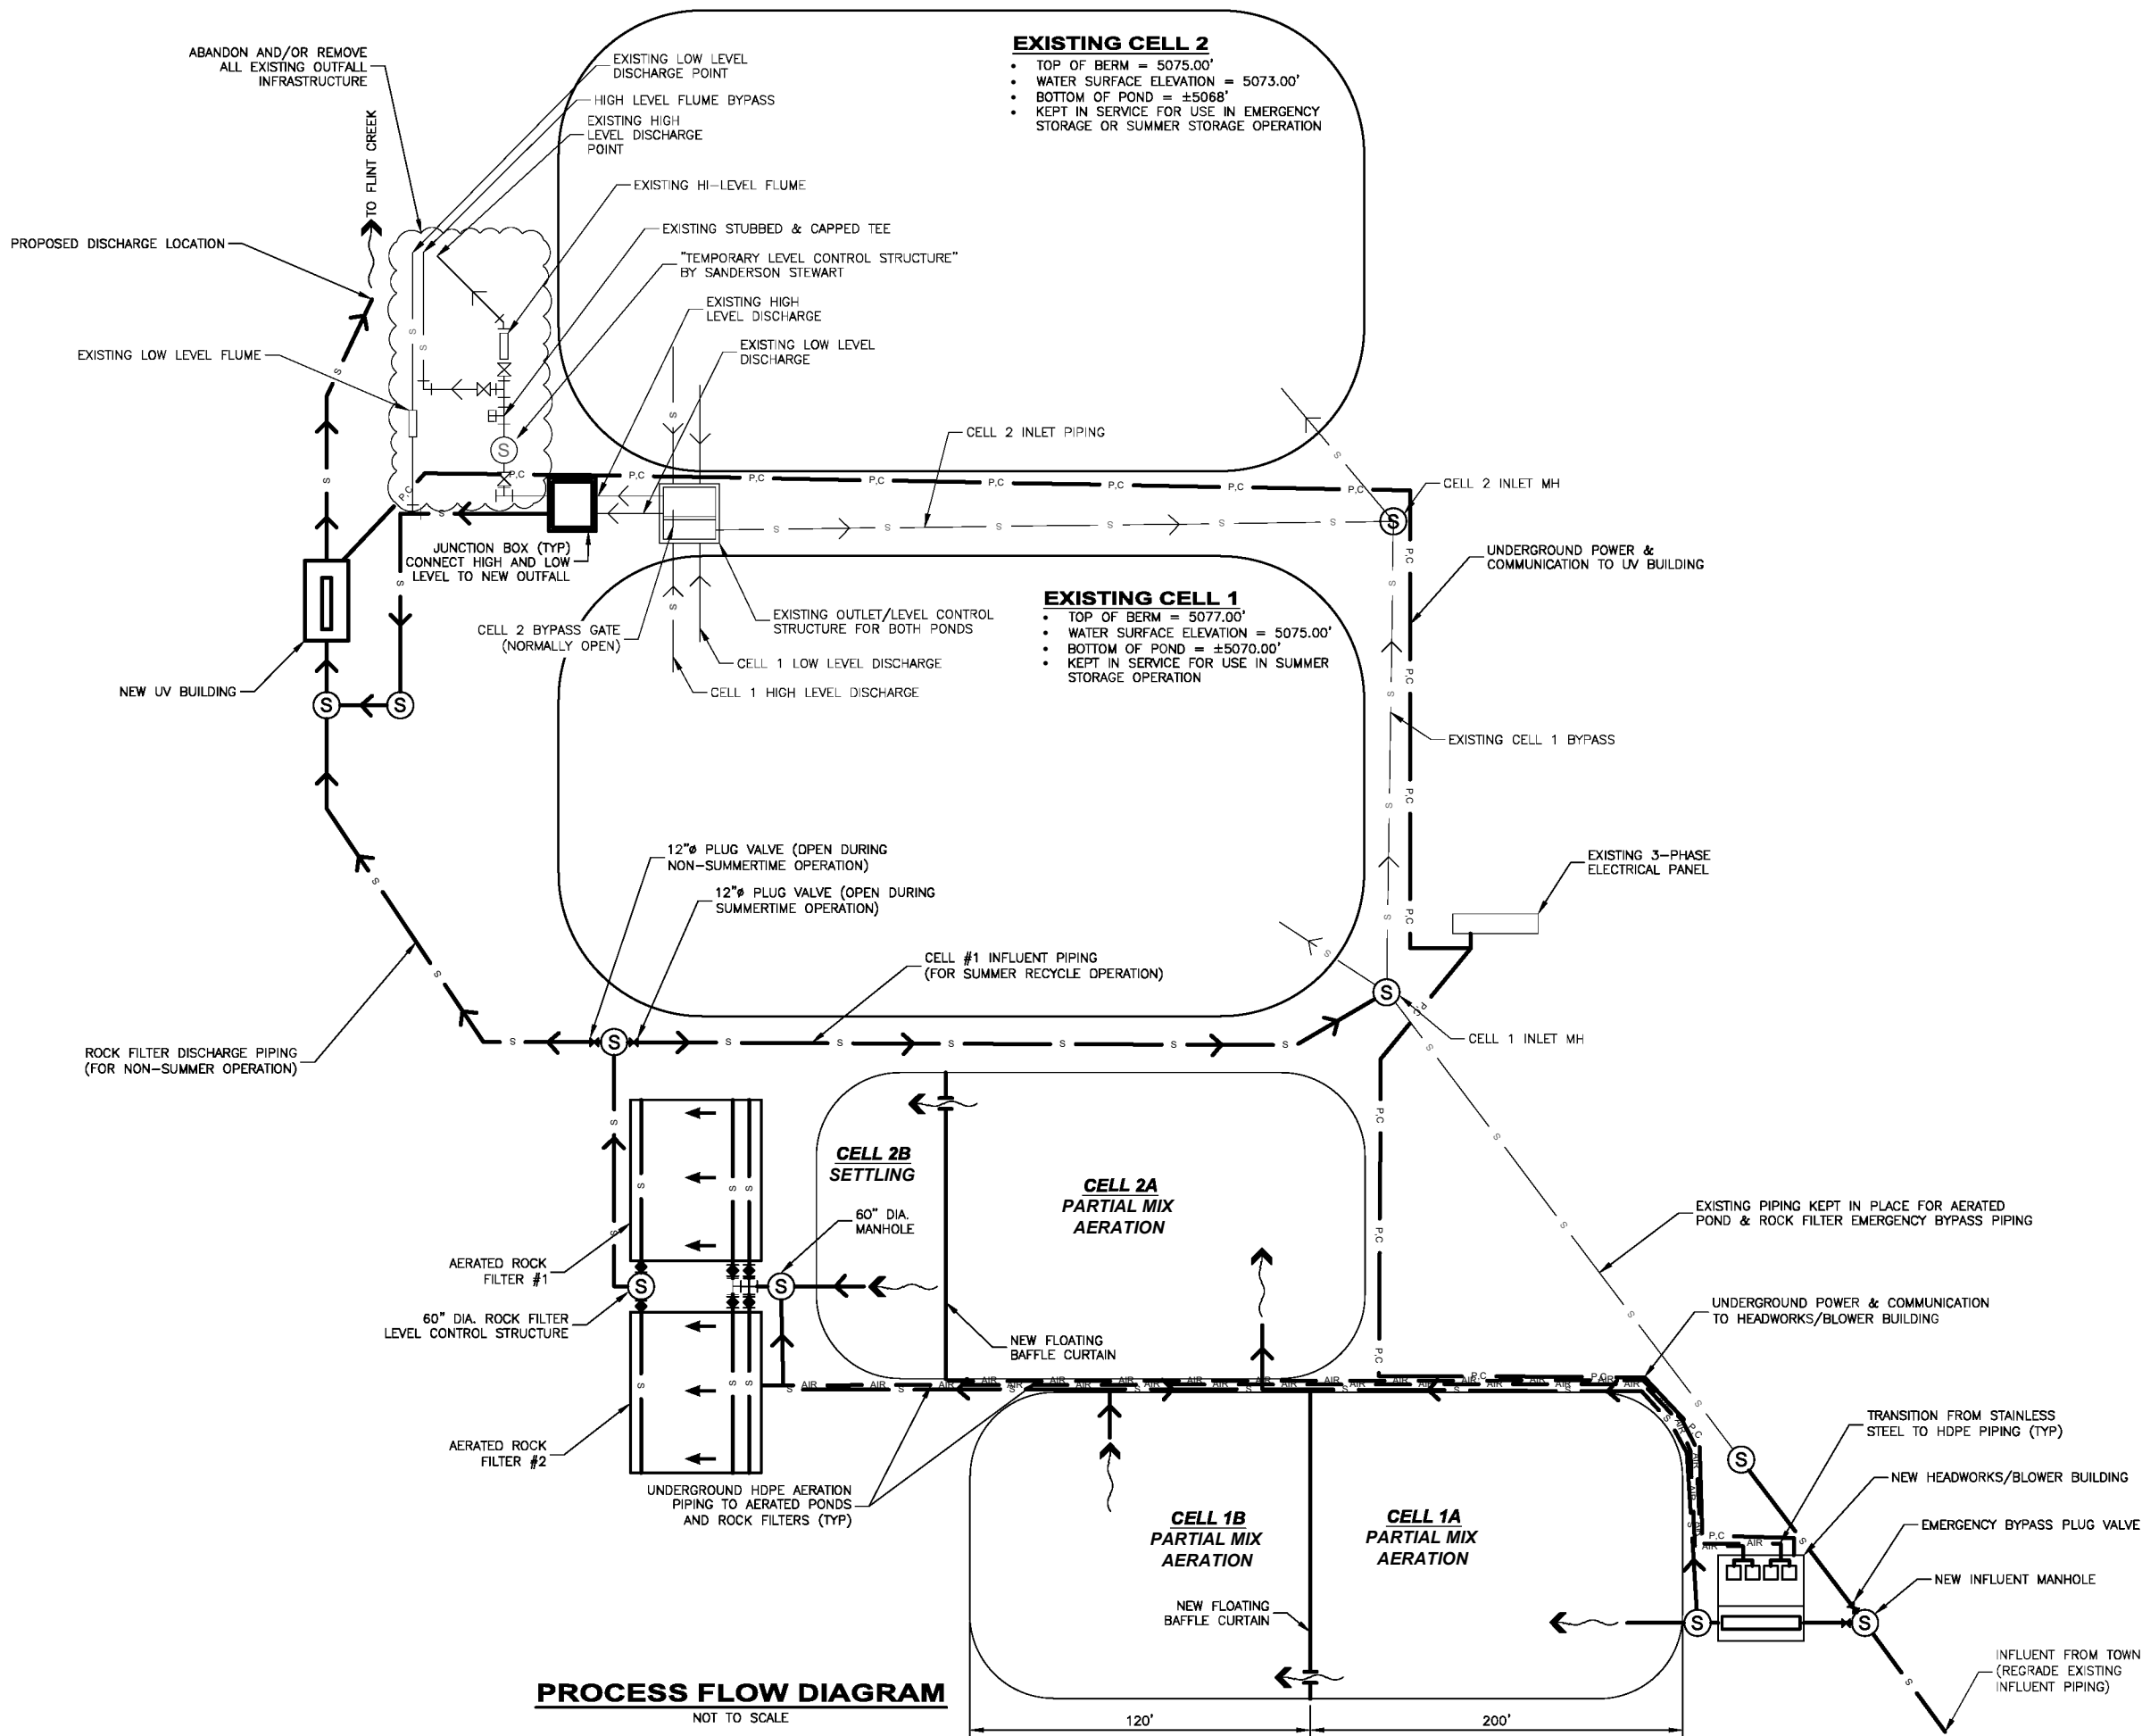 ABANDON AND/OR REMOVE
ALL EXISTING OUTFALL
INFRASTRUCTURE
EXISTING LOW LEVEL
DISCHARGE POINT
HIGH LEVEL FLUME BYPASS
EXISTING HIGH
LEVEL DISCHARGE
POINT
EXISTING HI-LEVEL FLUME
EXISTING STUBBED & CAPPED TEE
"TEMPORARY LEVEL CONTROL STRUCTURE"
BY SANDERSON STEWART
EXISTING HIGH
LEVEL DISCHARGE
EXISTING LOW LEVEL
DISCHARGE
TO FLINT CREEK
PROPOSED DISCHARGE LOCATION
EXISTING LOW LEVEL FLUME
EXISTING CELL 2
• TOP OF BERM = 5075.00'
• WATER SURFACE ELEVATION = 5073.00'
• BOTTOM OF POND = ±5068'
• KEPT IN SERVICE FOR USE IN EMERGENCY
STORAGE OR SUMMER STORAGE OPERATION
CELL 2 INLET PIPING
CELL 2 INLET MH
JUNCTION BOX (TYP)
CONNECT HIGH AND LOW
LEVEL TO NEW OUTFALL
UNDERGROUND POWER &
COMMUNICATION TO UV BUILDING
CELL 2 BYPASS GATE
(NORMALLY OPEN)
EXISTING OUTLET/LEVEL CONTROL
STRUCTURE FOR BOTH PONDS
CELL 1 LOW LEVEL DISCHARGE
CELL 1 HIGH LEVEL DISCHARGE
EXISTING CELL 1
• TOP OF BERM = 5077.00'
• WATER SURFACE ELEVATION = 5075.00'
• BOTTOM OF POND = ±5070.00'
• KEPT IN SERVICE FOR USE IN SUMMER
STORAGE OPERATION
NEW UV BUILDING
EXISTING CELL 1 BYPASS
12"ø PLUG VALVE (OPEN DURING
NON-SUMMERTIME OPERATION)
12"ø PLUG VALVE (OPEN DURING
SUMMERTIME OPERATION)
EXISTING 3-PHASE
ELECTRICAL PANEL
CELL #1 INFLUENT PIPING
(FOR SUMMER RECYCLE OPERATION)
CELL 1 INLET MH
ROCK FILTER DISCHARGE PIPING
(FOR NON-SUMMER OPERATION)
CELL 2B
SETTLING
CELL 2A
PARTIAL MIX
AERATION
60" DIA.
MANHOLE
EXISTING PIPING KEPT IN PLACE FOR AERATED
POND & ROCK FILTER EMERGENCY BYPASS PIPING
AERATED ROCK
FILTER #1
60" DIA. ROCK FILTER
LEVEL CONTROL STRUCTURE
NEW FLOATING
BAFFLE CURTAIN
UNDERGROUND POWER & COMMUNICATION
TO HEADWORKS/BLOWER BUILDING
AERATED ROCK
FILTER #2
UNDERGROUND HDPE AERATION
PIPING TO AERATED PONDS
AND ROCK FILTERS (TYP)
TRANSITION FROM STAINLESS
STEEL TO HDPE PIPING (TYP)
NEW HEADWORKS/BLOWER BUILDING
CELL 1B
PARTIAL MIX
AERATION
CELL 1A
PARTIAL MIX
AERATION
EMERGENCY BYPASS PLUG VALVE
NEW INFLUENT MANHOLE
NEW FLOATING
BAFFLE CURTAIN
INFLUENT FROM TOWN
(REGRADE EXISTING
INFLUENT PIPING)
PROCESS FLOW DIAGRAM
NOT TO SCALE
120'
200'